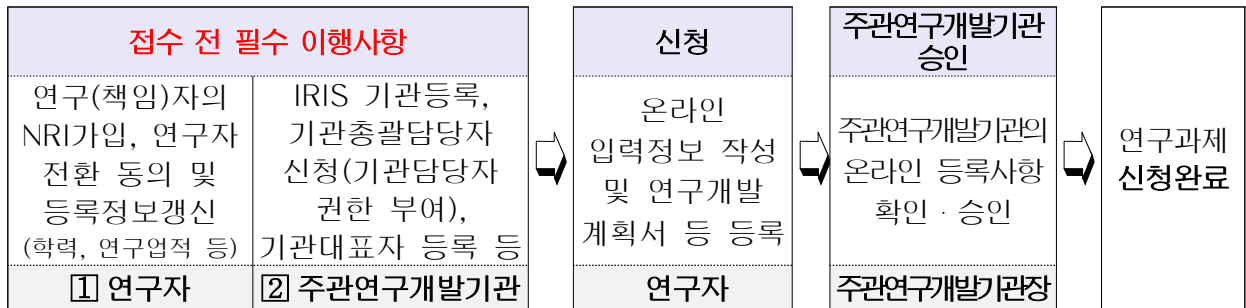 접수 전 필수 이행사항
연구(책임)자의
NRI가입, 연구자
전환 동의 및
등록정보갱신
(학력, 연구업적 등)
1 연구자
IRIS 기관등록,
기관총괄담당자
신청(기관담당자
권한 부여),
기관대표자 등록 등
2 주관연구개발기관
신청
온라인
입력정보 작성
및 연구개발
계획서 등 등록
연구자
주관연구개발기관
승인
주관연구개발기관의
온라인 등록사항
확인 · 승인
주관연구개발기관장
연구과제
신청완료